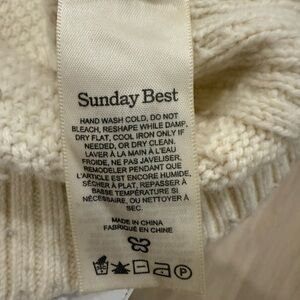 Sunday Best
HAND WASH COLD, DO NOT
BLEACH, RESHAPE WHILE DAMP,
DRY FLAT, COOL IRON ONLY IF
NEEDED, OR DRY CLEAN.
LAVER À LA MAIN À L'EAU
FROIDE, NE PAS JAVELISER.
REMODELER PENDANT QUE
L'ARTICLE EST ENCORE HUMIDE,
SÉCHER À PLAT, REPASSER À
BASSE TEMPÉRATURE SI
NÉCESSAIRE, OU NETTOYER À
SEC.
MADE IN CHINA
FABRIQUÉ EN CHINE
P